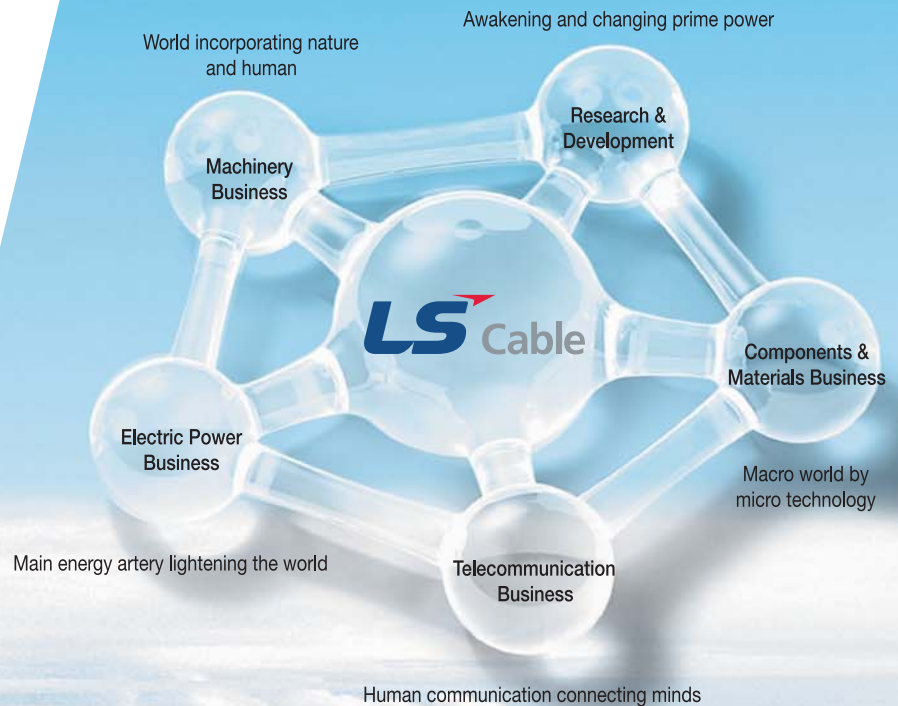 Awakening and changing prime power
World incorporating nature
and human
Research &
Development
Machinery
Business
LS Cable
Components &
Materials Business
Electric Power
Business
Macro world by
micro technology
Main energy artery lightening the world
Telecommunication
Business
Human communication connecting minds